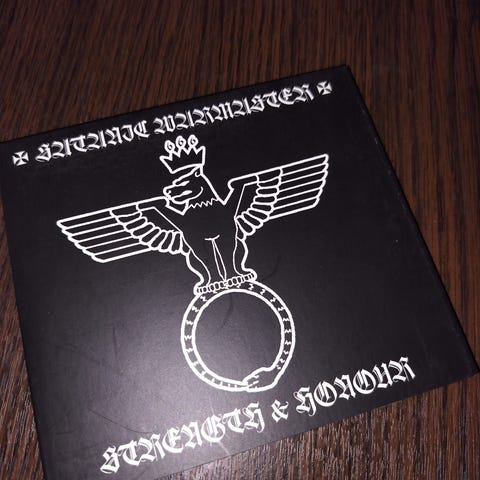 ✠ SATANIC WARMASTER ✠
STRENGTH & HONOUR